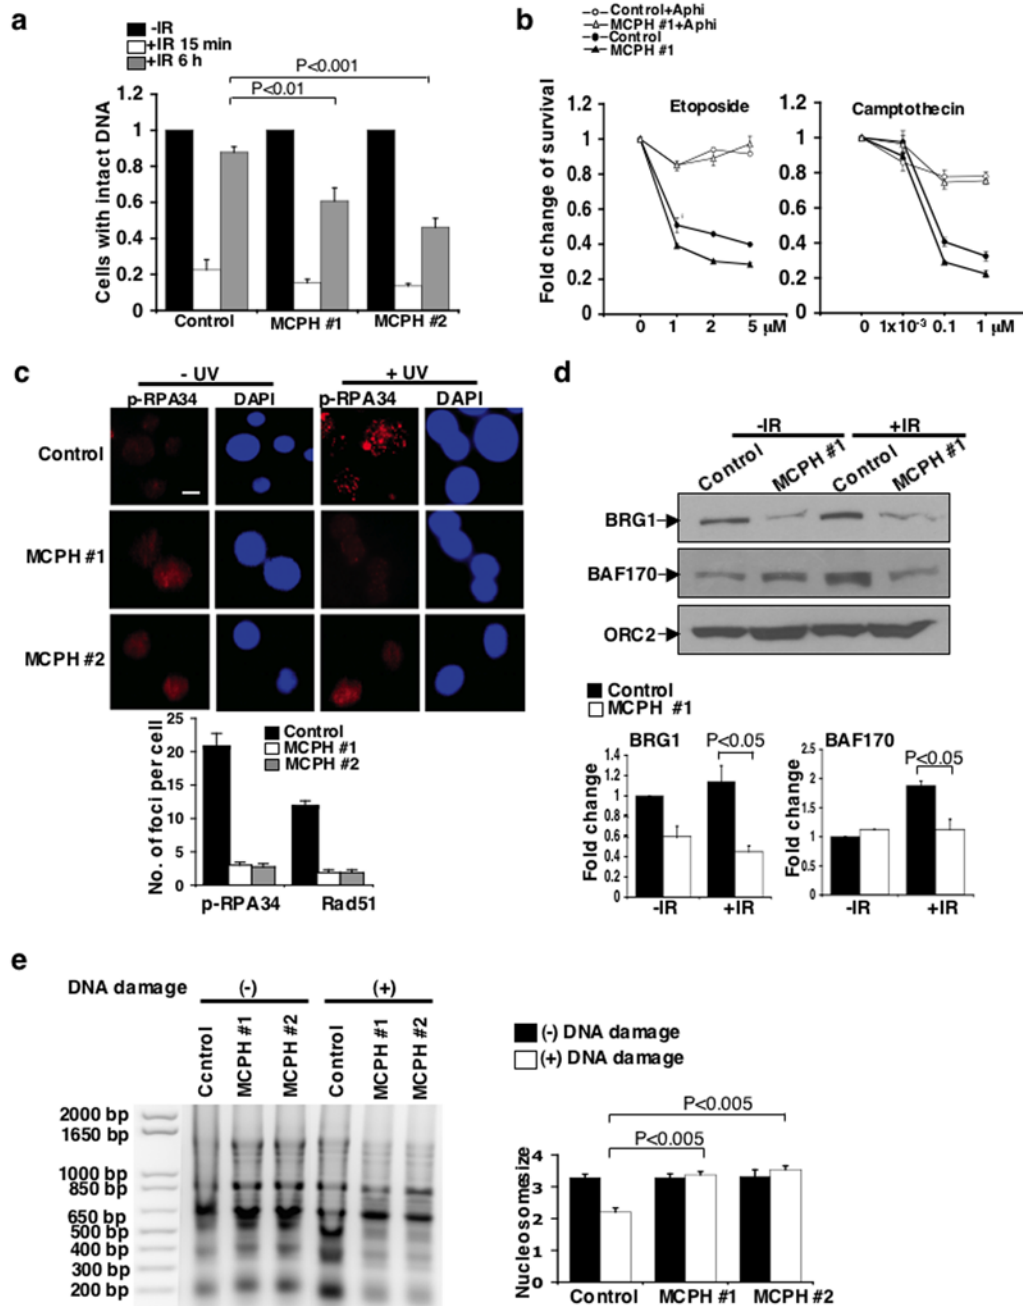 a
-IR
+IR 15 min
+IR 6 h
P<0.001
P<0.01
Cells with intact DNA
1.2
1
0.8
0.6
0.4
0.2
0
Control
MCPH #1
MCPH #2
b
Control+Aphi
MCPH #1+Aphi
Control
MCPH #1
Fold change of survival
Etoposide
1.2
1
0.8
0.6
0.4
0.2
0
0 1 2 5 μM
Camptothecin
1.2
1
0.8
0.6
0.4
0.2
0
0 1x10-3 0.1 1 μM
c
- UV
+ UV
p-RPA34 DAPI p-RPA34 DAPI
Control
MCPH #1
MCPH #2
No. of foci per cell
25
20
15
10
5
0
Control
MCPH #1
MCPH #2
p-RPA34
Rad51
d
-IR
+IR
Control
MCPH #1
Control
MCPH #1
BRG1
BAF170
ORC2
Control
MCPH #1
BRG1
P<0.05
Fold change
1.4
1.2
1
0.8
0.6
0.4
0.2
0
-IR
+IR
BAF170
P<0.05
Fold change
2.5
2
1.5
1
0.5
0
-IR
+IR
e
DNA damage
(-)
(+)
Ccntrol
MCPH #1
MCPH #2
Control
MCPH #1
MCPH #2
2000 bp
1650 bp
1000 bp
850 bp
650 bp
500 bp
400 bp
300 bp
200 bp
(-) DNA damage
(+) DNA damage
P<0.005
P<0.005
Nucleosomesize
4
3
2
1
0
Control
MCPH #1
MCPH #2